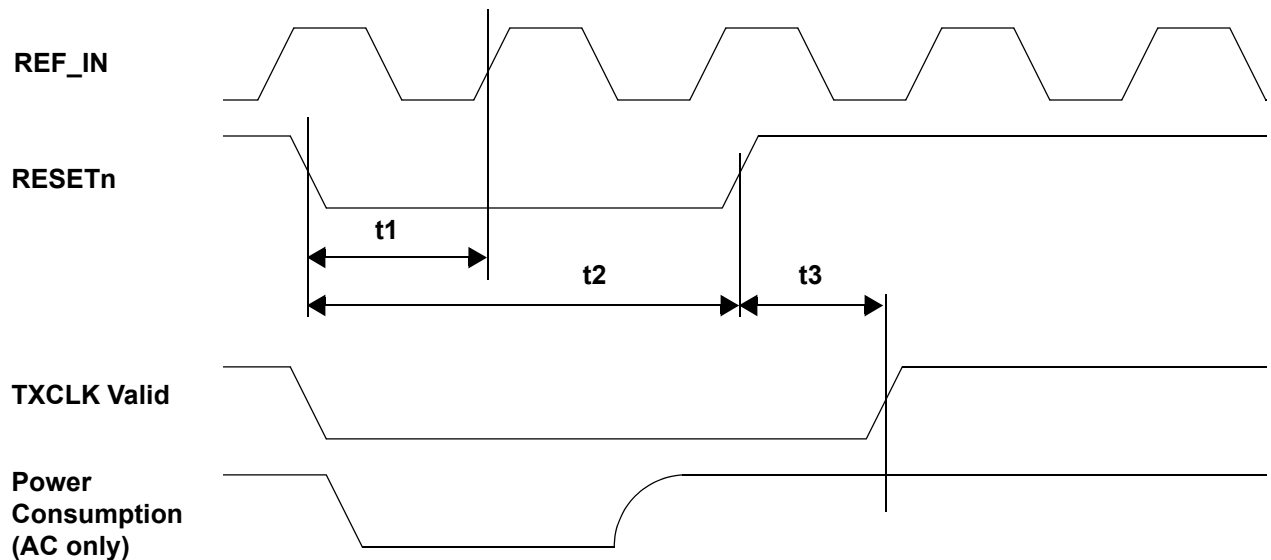 REF_IN
RESETn
t1
t2
t3
TXCLK Valid
Power
Consumption
(AC only)